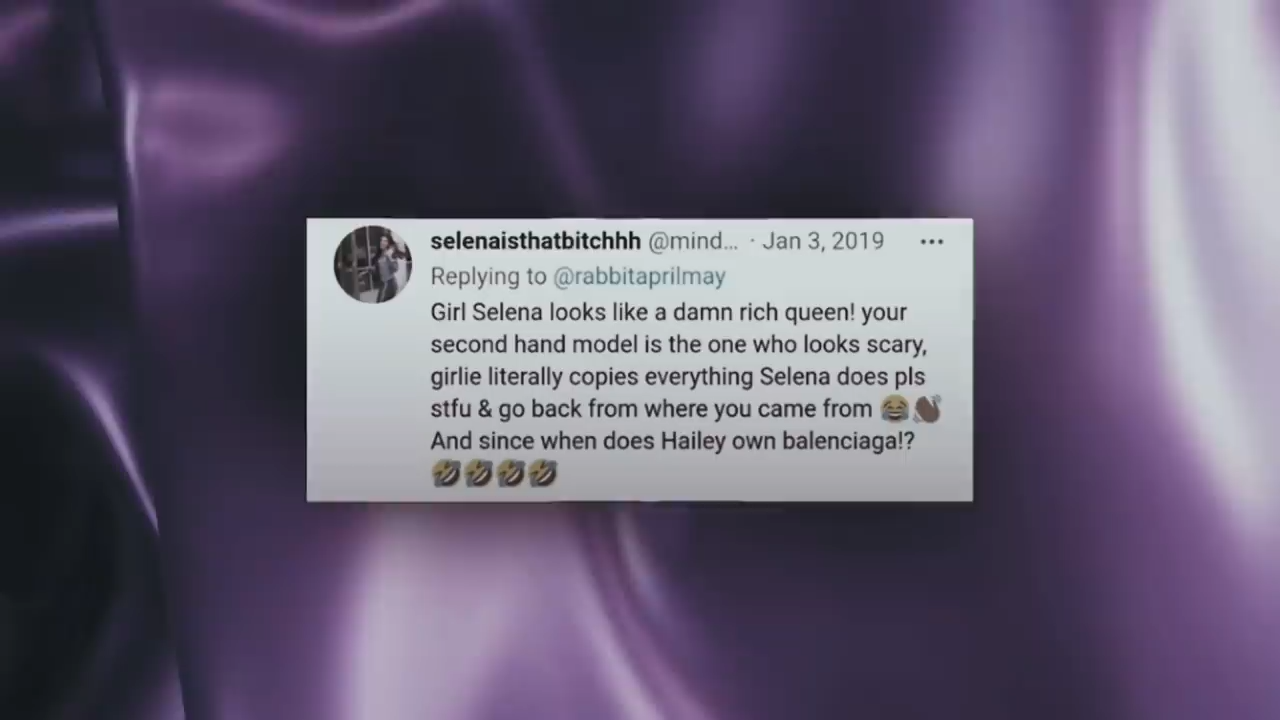 selenaisthatbitchhh @mind... · Jan 3, 2019 ...
Replying to @rabbitaprilmay
Girl Selena looks like a damn rich queen! your
second hand model is the one who looks scary,
girlie literally copies everything Selena does pls
stfu & go back from where you came from 😂👋🏾
And since when does Hailey own balenciaga!?
🤣🤣🤣🤣